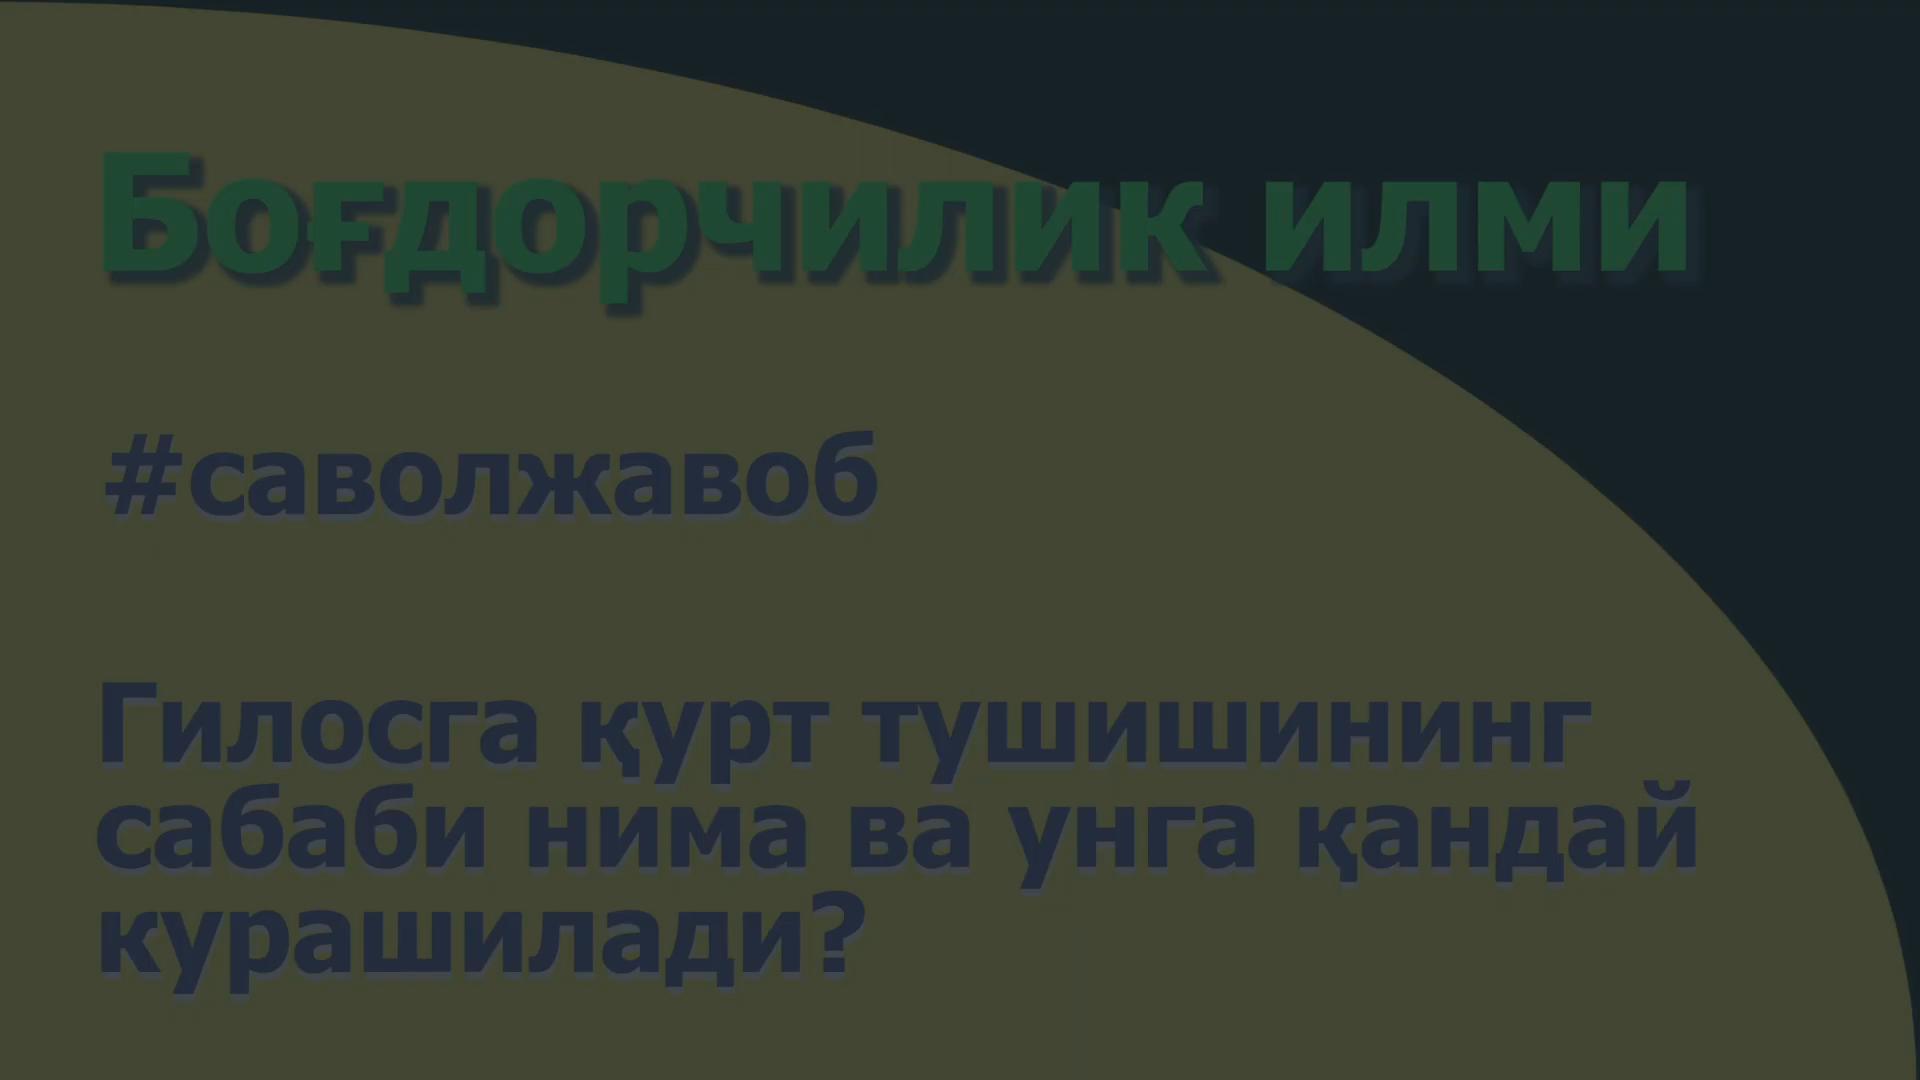 Боғдорчилик илми
#саволжавоб
Гилосга қурт тушишининг
сабаби нима ва унга қандай
курашилади?